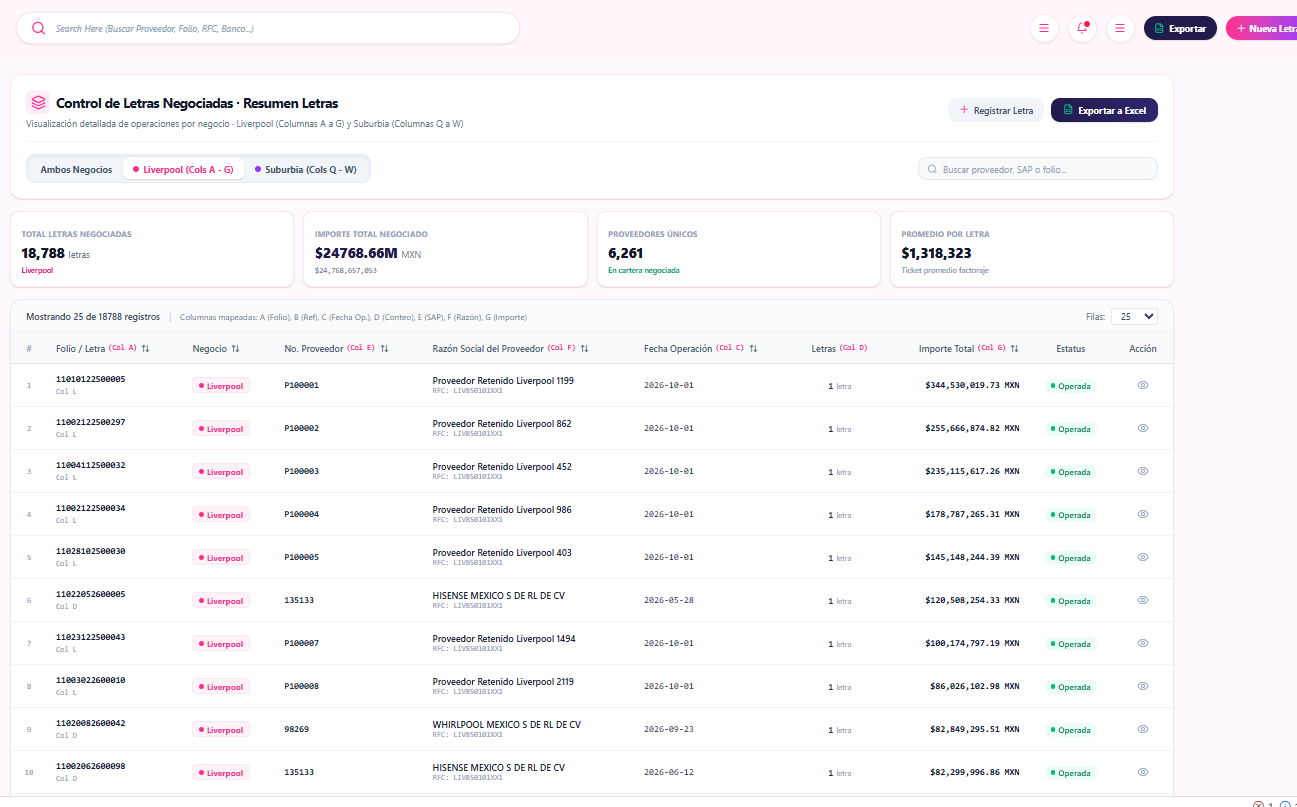 Search Here (Buscar Proveedor, Folio, RFC, Banco...)
Exportar
+ Nueva Letra
Control de Letras Negociadas · Resumen Letras
Visualización detallada de operaciones por negocio · Liverpool (Columnas A a G) y Suburbia (Columnas Q a W)
+ Registrar Letra
Exportar a Excel
Ambos Negocios
Liverpool (Cols A - G)
Suburbia (Cols Q - W)
Buscar proveedor, SAP o folio...
TOTAL LETRAS NEGOCIADAS
18,788 letras
Liverpool
IMPORTE TOTAL NEGOCIADO
$24768.66M MXN
$24,768,657,053
PROVEEDORES ÚNICOS
6,261
En cartera negociada
PROMEDIO POR LETRA
$1,318,323
Ticket promedio factoraje
Mostrando 25 de 18788 registros | Columnas mapeadas: A (Folio), B (Ref), C (Fecha Op.), D (Conteo), E (SAP), F (Razón), G (Importe)
Filas: 25
# Folio / Letra (Col A) Negocio No. Proveedor (Col E) Razón Social del Proveedor (Col F) Fecha Operación (Col C) Letras (Col D) Importe Total (Col G) Estatus Acción
1 11010122500005 Liverpool P100001 Proveedor Retenido Liverpool 1199 2026-10-01 1 letra $344,530,019.73 MXN Operada
Col L RFC: LIV850101XX1
2 11002122500297 Liverpool P100002 Proveedor Retenido Liverpool 862 2026-10-01 1 letra $255,666,874.82 MXN Operada
Col L RFC: LIV850101XX1
3 11004112500032 Liverpool P100003 Proveedor Retenido Liverpool 452 2026-10-01 1 letra $235,115,617.26 MXN Operada
Col L RFC: LIV850101XX1
4 11002122500034 Liverpool P100004 Proveedor Retenido Liverpool 986 2026-10-01 1 letra $178,787,265.31 MXN Operada
Col L RFC: LIV850101XX1
5 11028102500030 Liverpool P100005 Proveedor Retenido Liverpool 403 2026-10-01 1 letra $145,148,244.39 MXN Operada
Col L RFC: LIV850101XX1
6 11022052600005 Liverpool 135133 HISENSE MEXICO S DE RL DE CV 2026-05-28 1 letra $120,508,254.33 MXN Operada
Col D RFC: LIV850101XX1
7 11023122500043 Liverpool P100007 Proveedor Retenido Liverpool 1494 2026-10-01 1 letra $100,174,797.19 MXN Operada
Col L RFC: LIV850101XX1
8 11003022600010 Liverpool P100008 Proveedor Retenido Liverpool 2119 2026-10-01 1 letra $86,026,102.98 MXN Operada
Col L RFC: LIV850101XX1
9 11020082600042 Liverpool 98269 WHIRLPOOL MEXICO S DE RL DE CV 2026-09-23 1 letra $82,849,295.51 MXN Operada
Col D RFC: LIV850101XX1
10 11002062600098 Liverpool 135133 HISENSE MEXICO S DE RL DE CV 2026-06-12 1 letra $82,299,996.86 MXN Operada
Col D RFC: LIV850101XX1